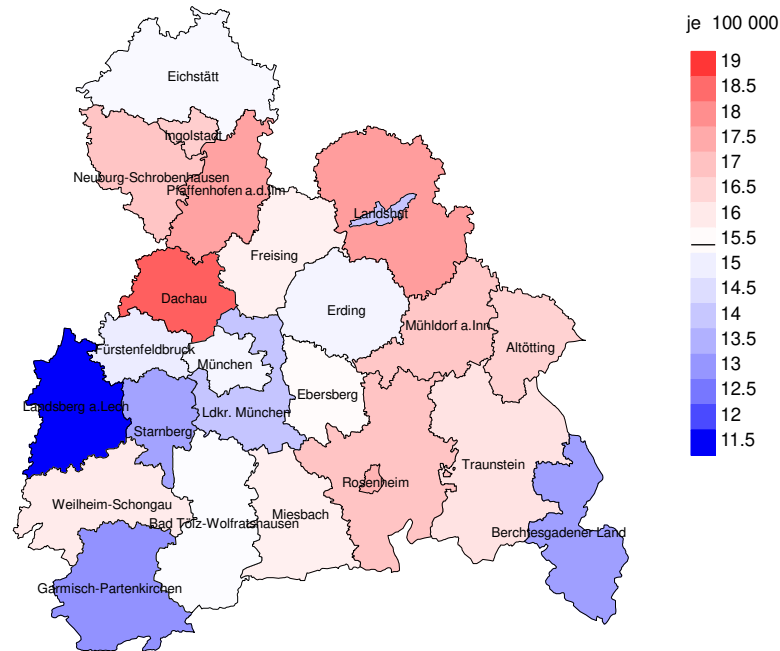 je 100 000
19
18.5
18
17.5
17
16.5
16
15.5
15
14.5
14
13.5
13
12.5
12
11.5
Eichstätt
Ingolstadt
Neuburg-Schrobenhausen
Pfaffenhofen a.d.Ilm
Landshut
Freising
Dachau
Erding
Mühldorf a.Inn
Altötting
Fürstenfeldbruck
München
Ebersberg
Landsberg a.Lech
Ldkr. München
Starnberg
Traunstein
Rosenheim
Weilheim-Schongau
Miesbach
Bad Tölz-Wolfratshausen
Berchtesgadener Land
Garmisch-Partenkirchen